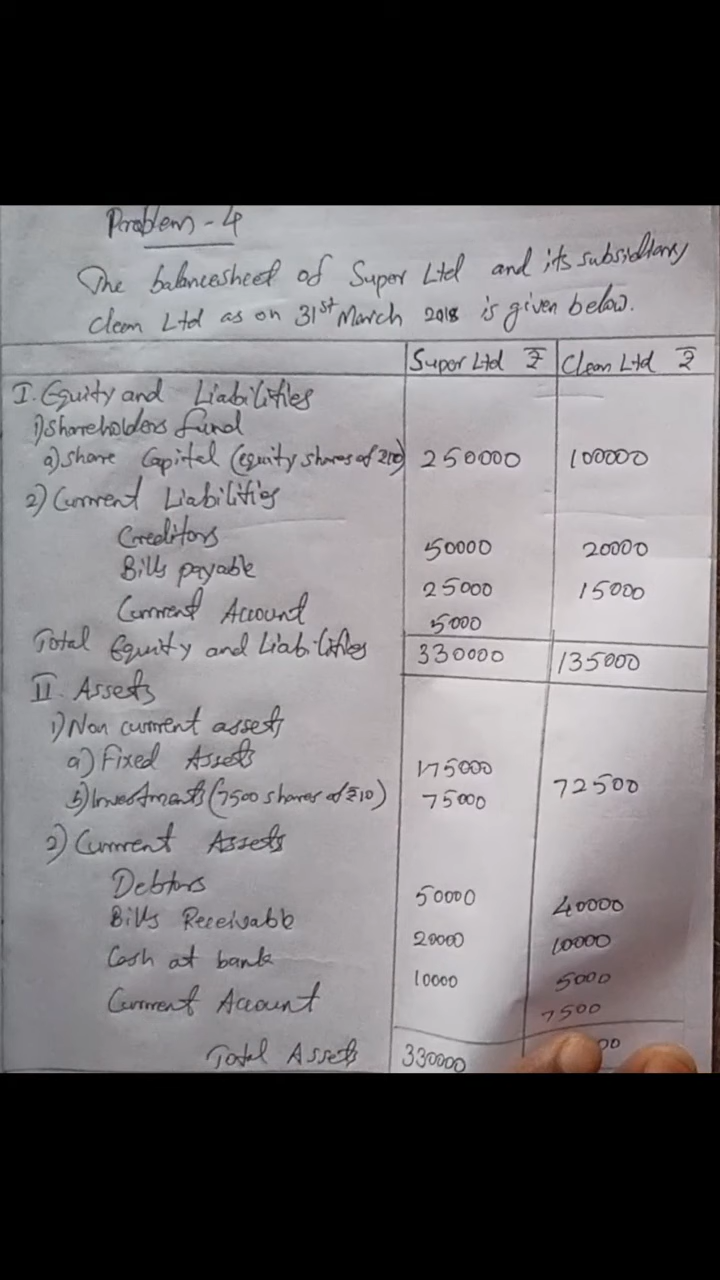 Problem - 4
The balancesheet of Super Ltd and its subsidiary
clean Ltd as on 31st March 2018 is given below.
Super Ltd ₹ Clean Ltd ₹
I. Equity and Liabilities
1) Shareholders fund
a) Share Capital (equity shares of ₹10) 250000 100000
2) Current Liabilities
Creditors 50000 20000
Bills payable 25000 15000
Current Account 5000
Total Equity and Liabilities 330000 135000
II. Assets
1) Non current assets
a) Fixed Assets 175000 72500
b) Investments (7500 shares of ₹10) 75000
2) Current Assets
Debtors 50000 40000
Bills Receivable 20000 10000
Cash at bank 10000 5000
Current Account 7500
Total Assets 330000